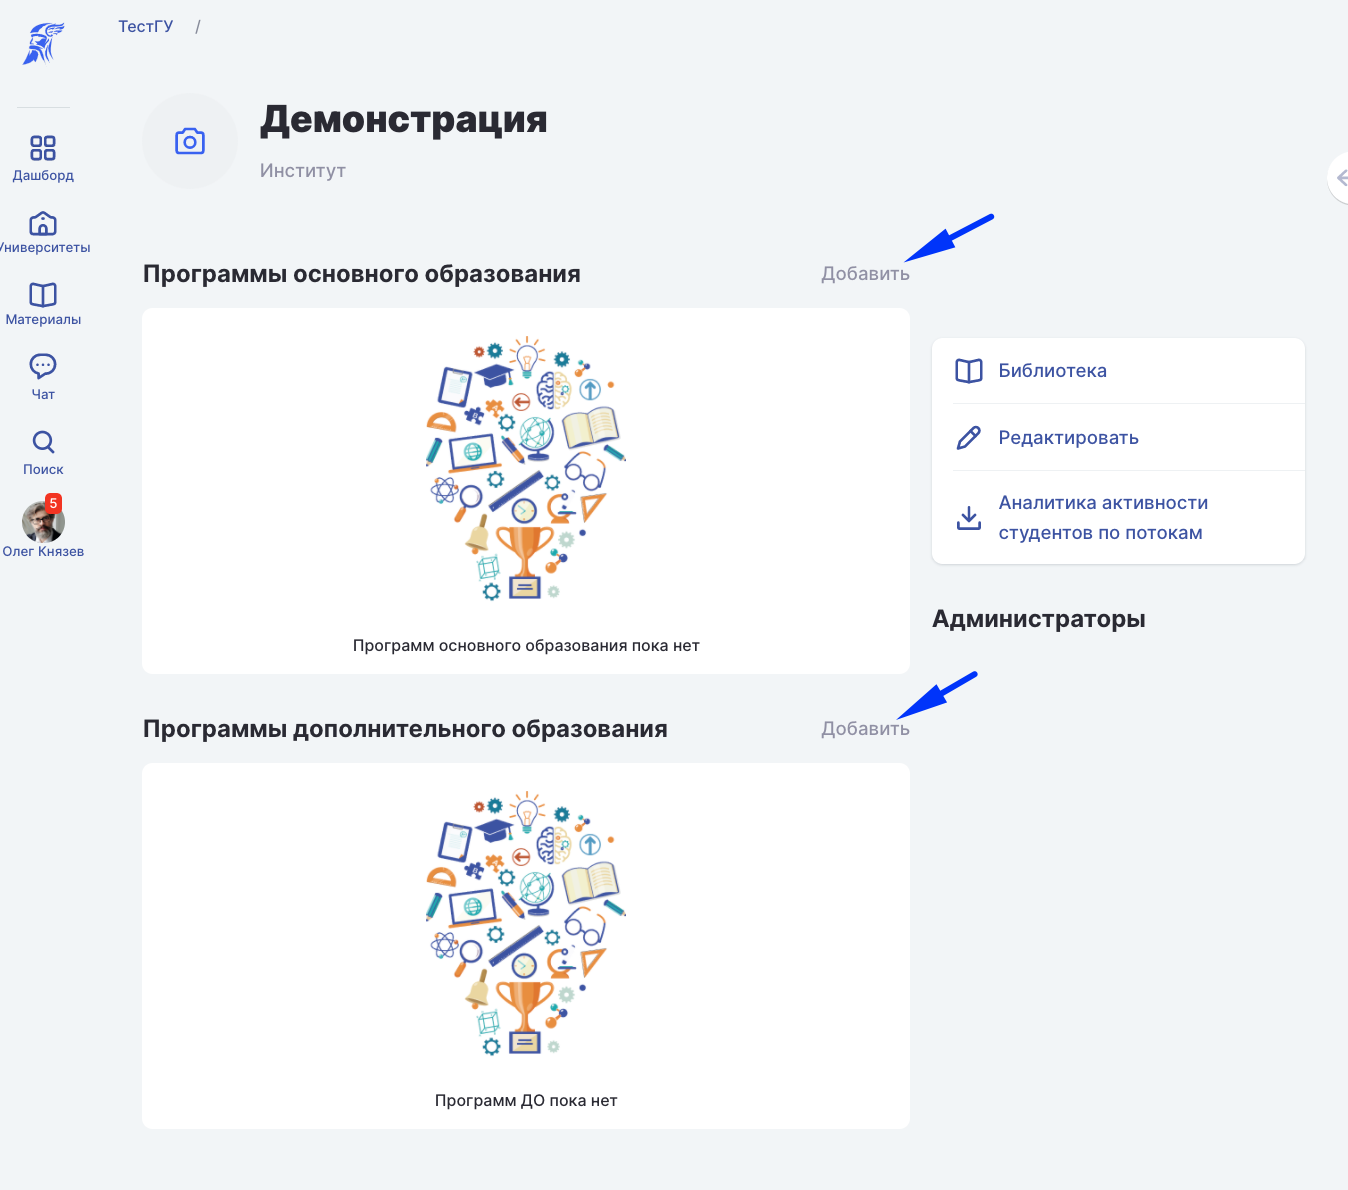 ТестГУ /
Демонстрация
Институт
Дашборд
Университеты
Материалы
Чат
Поиск
5
Олег Князев
Программы основного образования
Добавить
Программ основного образования пока нет
Библиотека
Редактировать
Аналитика активности
студентов по потокам
Администраторы
Программы дополнительного образования
Добавить
Программ ДО пока нет